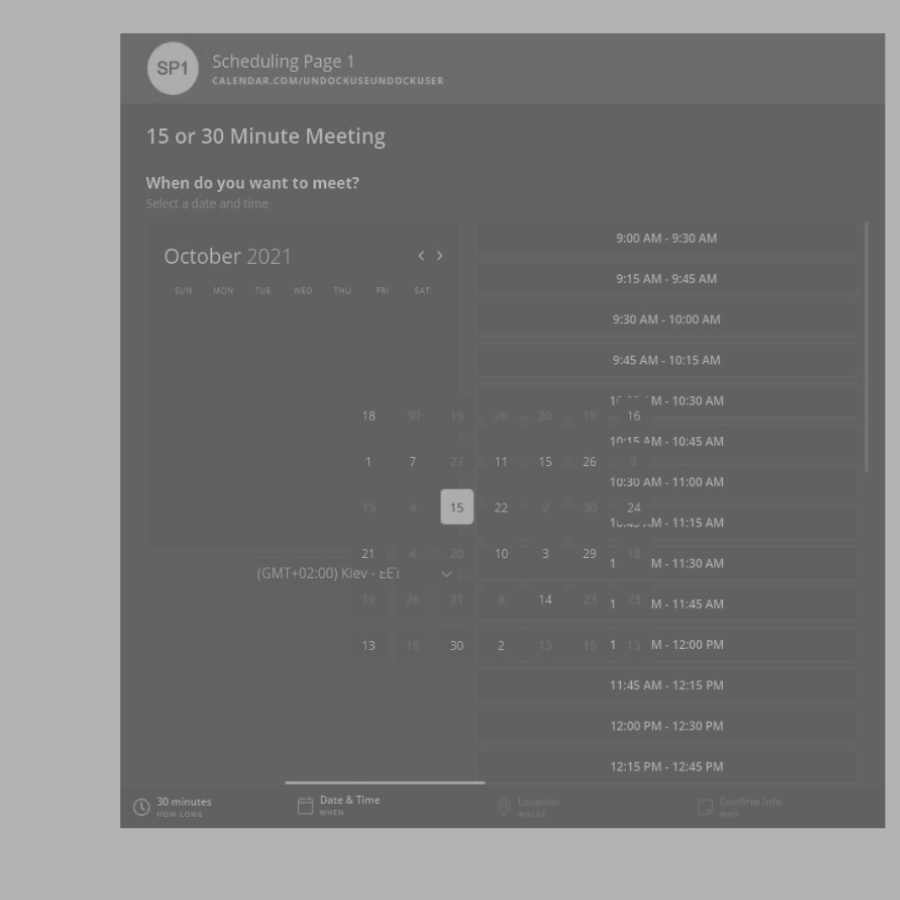 SP1
Scheduling Page 1
CALENDAR.COM/UNDOCKUSEUNDOCKUSER
15 or 30 Minute Meeting
When do you want to meet?
Select a date and time
October 2021
SUN MON TUE WED THU FRI SAT
9:00 AM - 9:30 AM
9:15 AM - 9:45 AM
9:30 AM - 10:00 AM
9:45 AM - 10:15 AM
M - 10:30 AM
18 30 19 26 20 19 16
10:15 AM - 10:45 AM
1 7 27 11 15 26 3
10:30 AM - 11:00 AM
15 4 15 22 2 30 24
M - 11:15 AM
21 4 20 10 3 29 18
M - 11:30 AM
(GMT+02:00) Kiev - EET
19 26 21 8 14 23 23
1 M - 11:45 AM
13 18 30 2 13 15 13
1 M - 12:00 PM
11:45 AM - 12:15 PM
12:00 PM - 12:30 PM
12:15 PM - 12:45 PM
30 minutes
HOW LONG
Date & Time
WHEN
Location
WHERE
Confirm Info
WHO